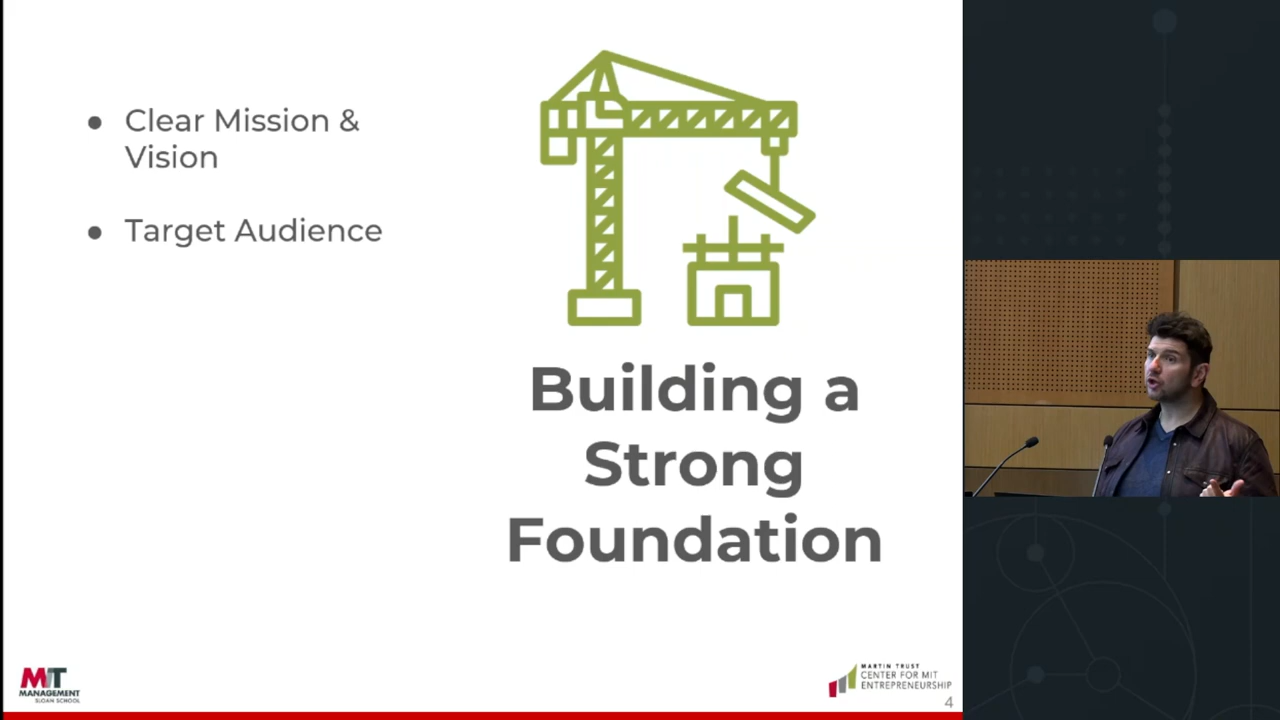 ● Clear Mission &
Vision
● Target Audience
Building a
Strong
Foundation
MIT
MANAGEMENT
SLOAN SCHOOL
MARTIN TRUST
CENTER FOR MIT
ENTREPRENEURSHIP
4